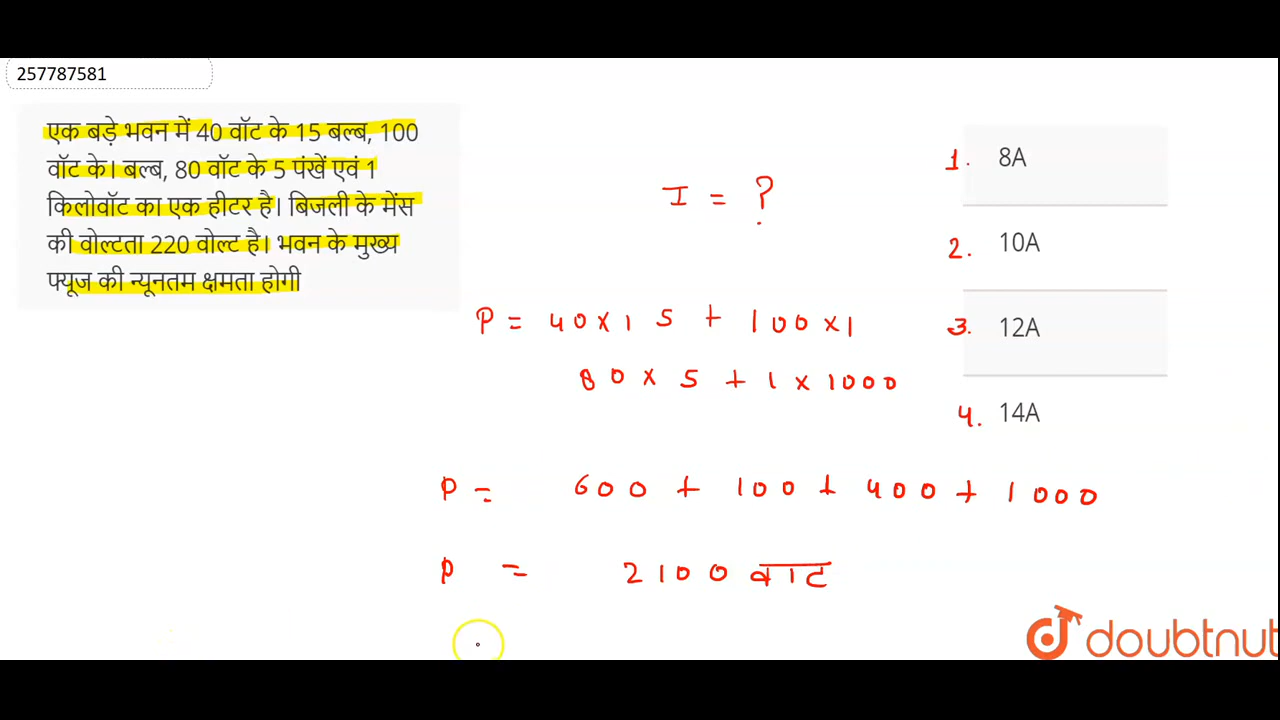 257787581
एक बड़े भवन में 40 वॉट के 15 बल्ब, 100
वॉट के। बल्ब, 80 वॉट के 5 पंखें एवं 1
किलोवॉट का एक हीटर है। बिजली के मेंस
की वोल्टता 220 वोल्ट है। भवन के मुख्य
फ्यूज की न्यूनतम क्षमता होगी
I = ?
1. 8A
2. 10A
3. 12A
4. 14A
P = 40 x 1 5 + 100 x 1
80 x 5 + 1 x 1000
P = 600 + 100 + 400 + 1000
P = 2100 वाट
doubtnut